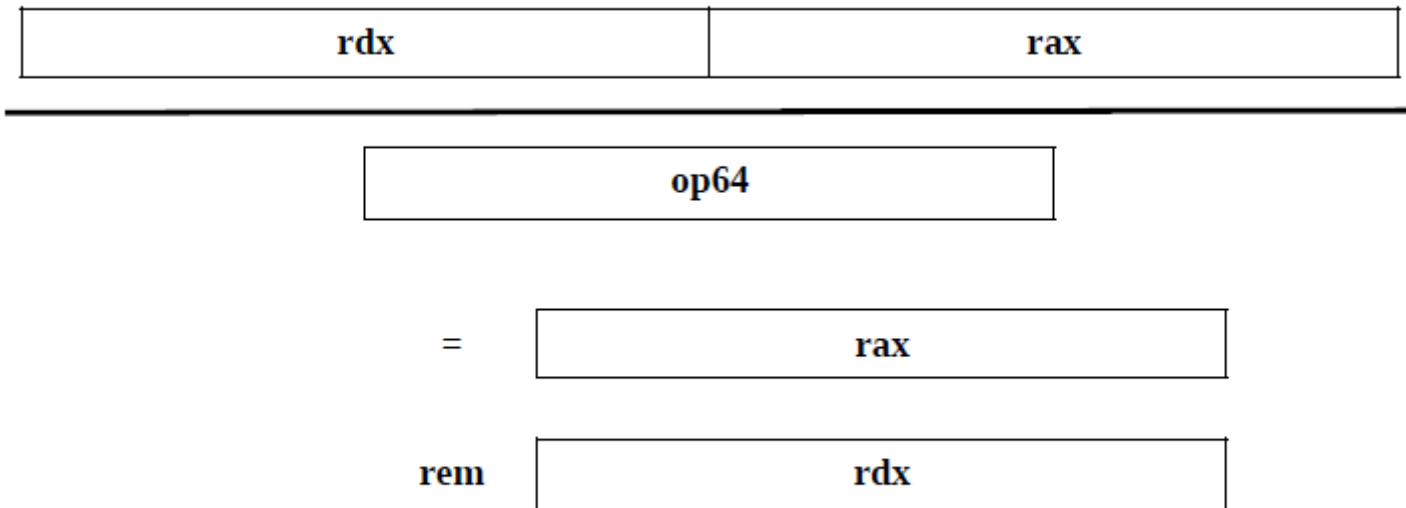 rdx rax
op64
= rax
rem rdx